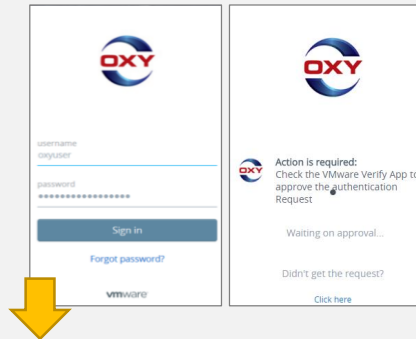 OXY
username
oxyuser
password
Sign in
Forgot password?
vmware
OXY
OXY
Action is required:
Check the VMware Verify App to
approve the authentication
Request
Waiting on approval...
Didn't get the request?
Click here